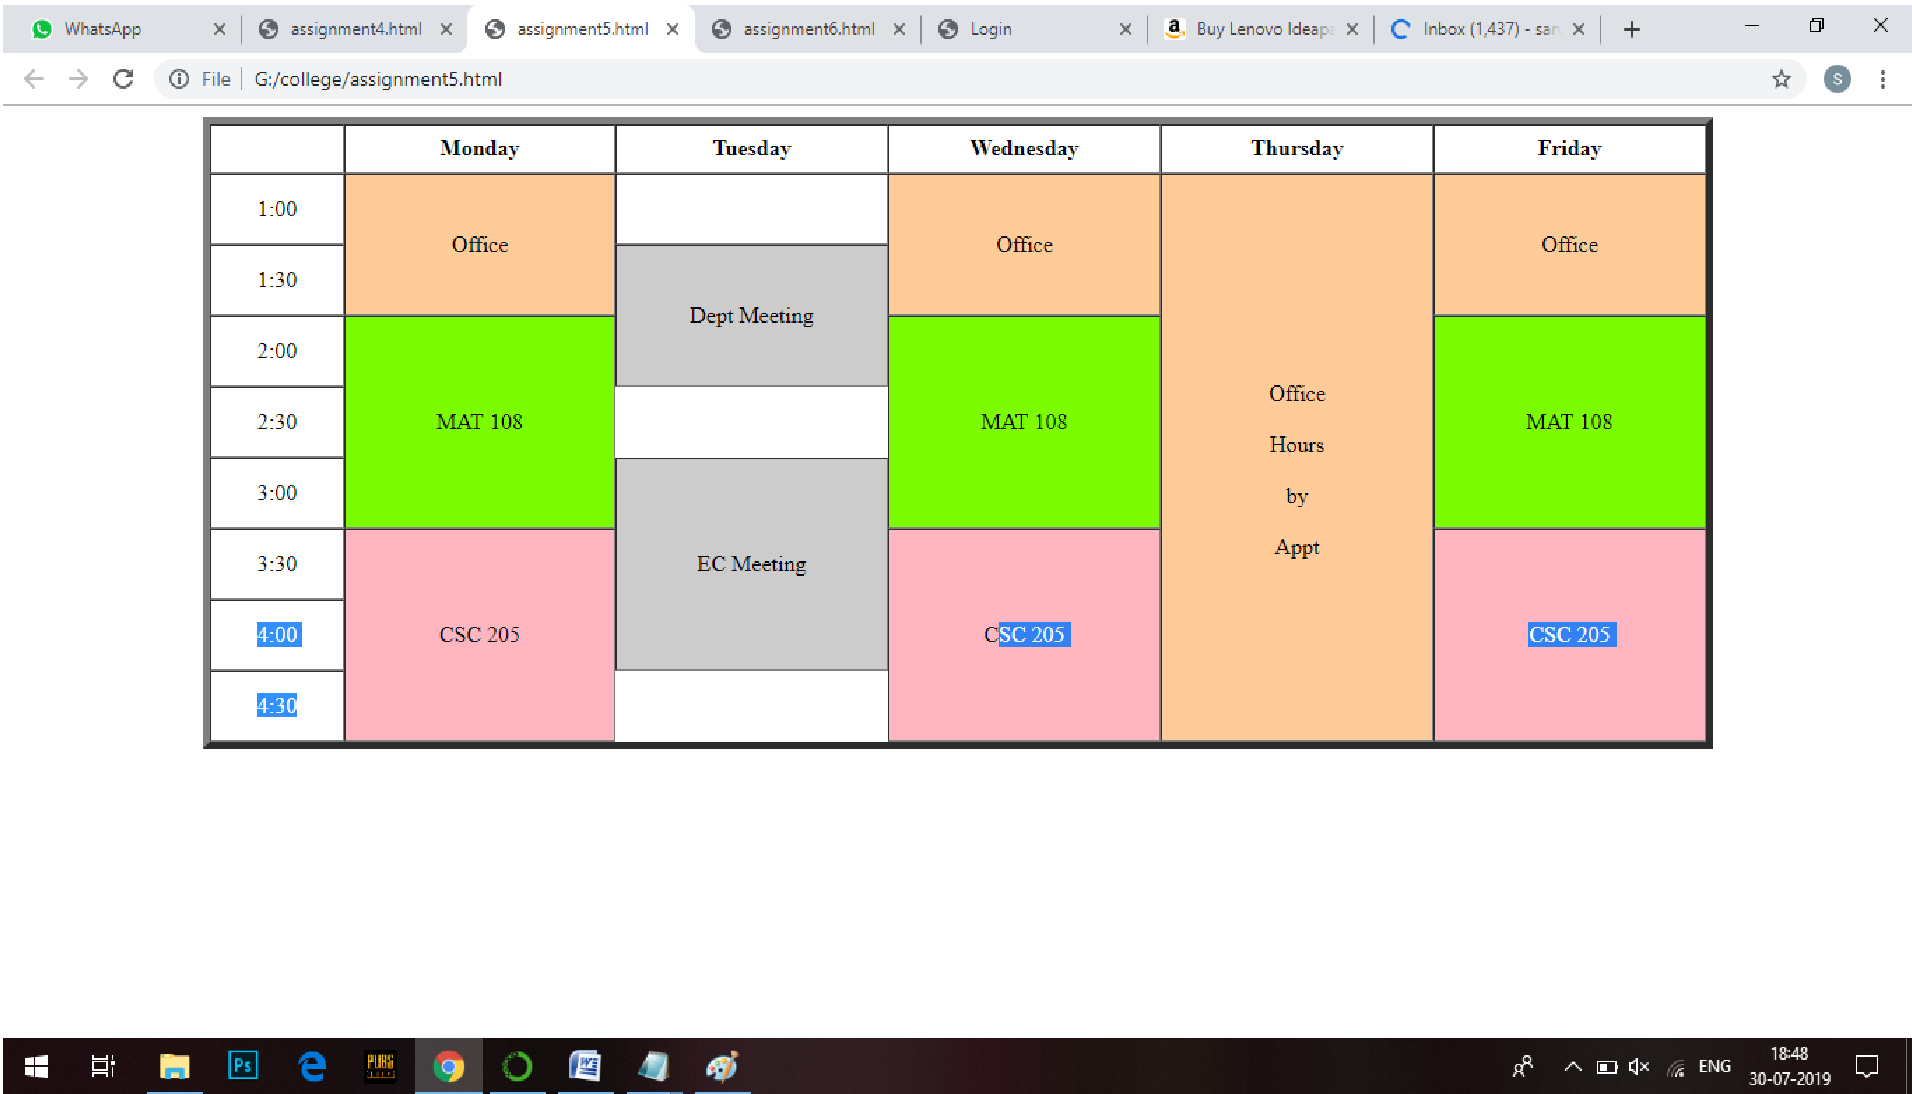 WhatsApp
assignment4.html
assignment5.html
assignment6.html
Login
Buy Lenovo Ideapa
Inbox (1,437) - san
File
G:/college/assignment5.html
S
Monday Tuesday Wednesday Thursday Friday
1:00
Office
Office
Office
1:30
Dept Meeting
2:00
Office
Hours
by
Appt
2:30
MAT 108
MAT 108
MAT 108
3:00
3:30
EC Meeting
4:00
CSC 205
CSC 205
CSC 205
4:30
Ps
PUBG
ENG
18:48
30-07-2019